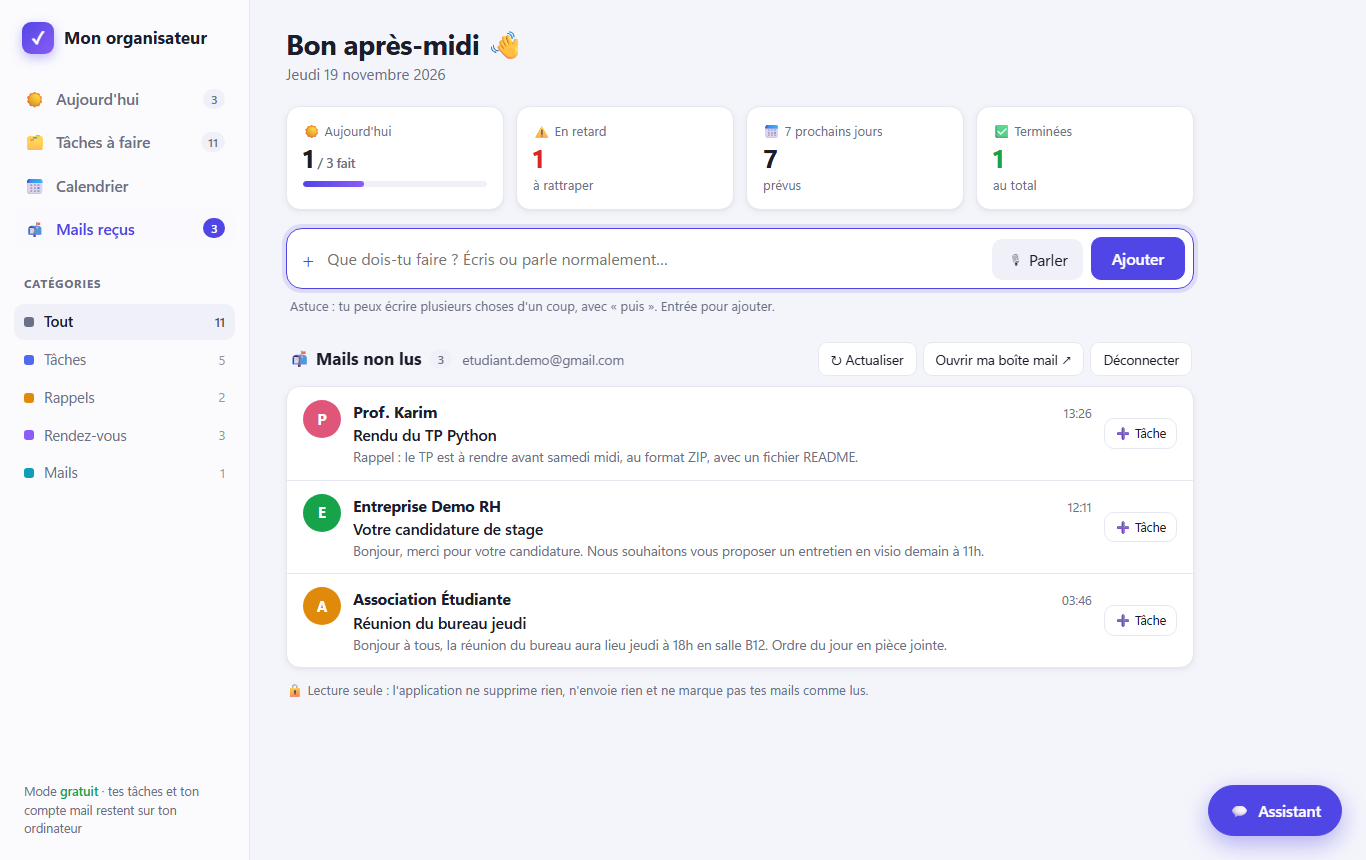 Mon organisateur
Aujourd'hui 3
Tâches à faire 11
Calendrier
Mails reçus 3
CATÉGORIES
Tout 11
Tâches 5
Rappels 2
Rendez-vous 3
Mails 1
Mode gratuit · tes tâches et ton
compte mail restent sur ton
ordinateur
Bon après-midi
Jeudi 19 novembre 2026
Aujourd'hui
1 / 3 fait
En retard
1
à rattraper
7 prochains jours
7
prévus
Terminées
1
au total
+ Que dois-tu faire ? Écris ou parle normalement...
Parler
Ajouter
Astuce : tu peux écrire plusieurs choses d'un coup, avec « puis ». Entrée pour ajouter.
Mails non lus 3 etudiant.demo@gmail.com
↻ Actualiser
Ouvrir ma boîte mail ↗
Déconnecter
P
Prof. Karim
13:26
Rendu du TP Python
Rappel : le TP est à rendre avant samedi midi, au format ZIP, avec un fichier README.
➕ Tâche
E
Entreprise Demo RH
12:11
Votre candidature de stage
Bonjour, merci pour votre candidature. Nous souhaitons vous proposer un entretien en visio demain à 11h.
➕ Tâche
A
Association Étudiante
03:46
Réunion du bureau jeudi
Bonjour à tous, la réunion du bureau aura lieu jeudi à 18h en salle B12. Ordre du jour en pièce jointe.
➕ Tâche
Lecture seule : l'application ne supprime rien, n'envoie rien et ne marque pas tes mails comme lus.
Assistant